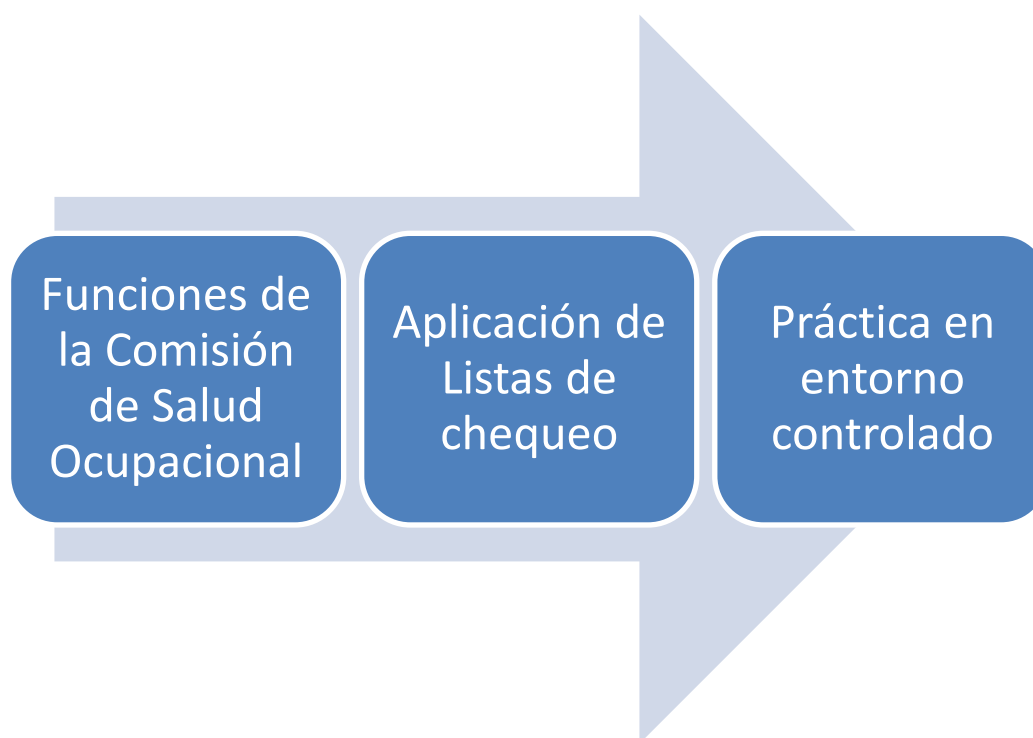 Funciones de
la Comisión
de Salud
Ocupacional
Aplicación de
Listas de
chequeo
Práctica en
entorno
controlado